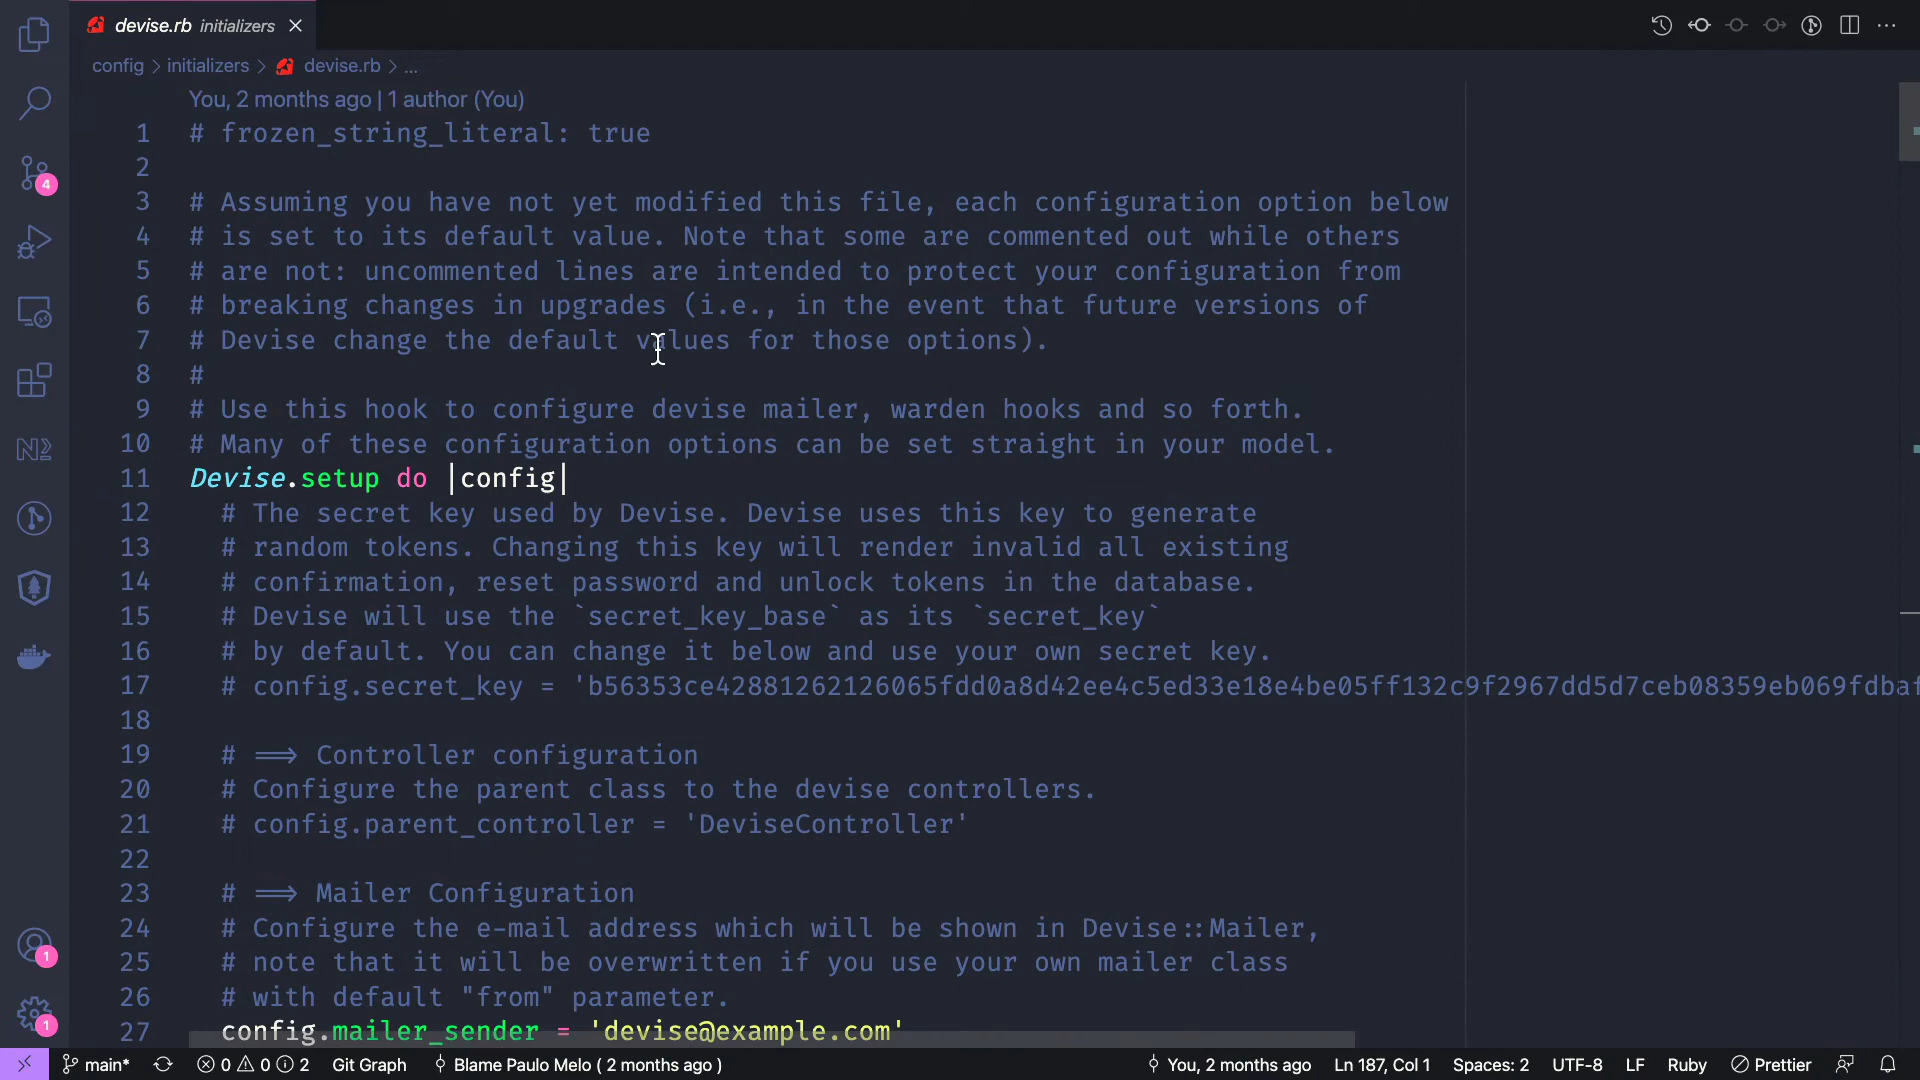 devise.rb initializers
config > initializers > devise.rb > ...
You, 2 months ago | 1 author (You)
1 # frozen_string_literal: true
2
3 # Assuming you have not yet modified this file, each configuration option below
4 # is set to its default value. Note that some are commented out while others
5 # are not: uncommented lines are intended to protect your configuration from
6 # breaking changes in upgrades (i.e., in the event that future versions of
7 # Devise change the default values for those options).
8 #
9 # Use this hook to configure devise mailer, warden hooks and so forth.
10 # Many of these configuration options can be set straight in your model.
11 Devise.setup do |config|
12 # The secret key used by Devise. Devise uses this key to generate
13 # random tokens. Changing this key will render invalid all existing
14 # confirmation, reset password and unlock tokens in the database.
15 # Devise will use the `secret_key_base` as its `secret_key`
16 # by default. You can change it below and use your own secret key.
17 # config.secret_key = 'b56353ce42881262126065fdd0a8d42ee4c5ed33e18e4be05ff132c9f2967dd5d7ceb08359eb069fdbaf
18
19 # ==> Controller configuration
20 # Configure the parent class to the devise controllers.
21 # config.parent_controller = 'DeviseController'
22
23 # ==> Mailer Configuration
24 # Configure the e-mail address which will be shown in Devise::Mailer,
25 # note that it will be overwritten if you use your own mailer class
26 # with default "from" parameter.
27 config.mailer_sender = 'devise@example.com'
4
N
1
1
main* 0 0 2 Git Graph Blame Paulo Melo ( 2 months ago ) You, 2 months ago Ln 187, Col 1 Spaces: 2 UTF-8 LF Ruby Prettier